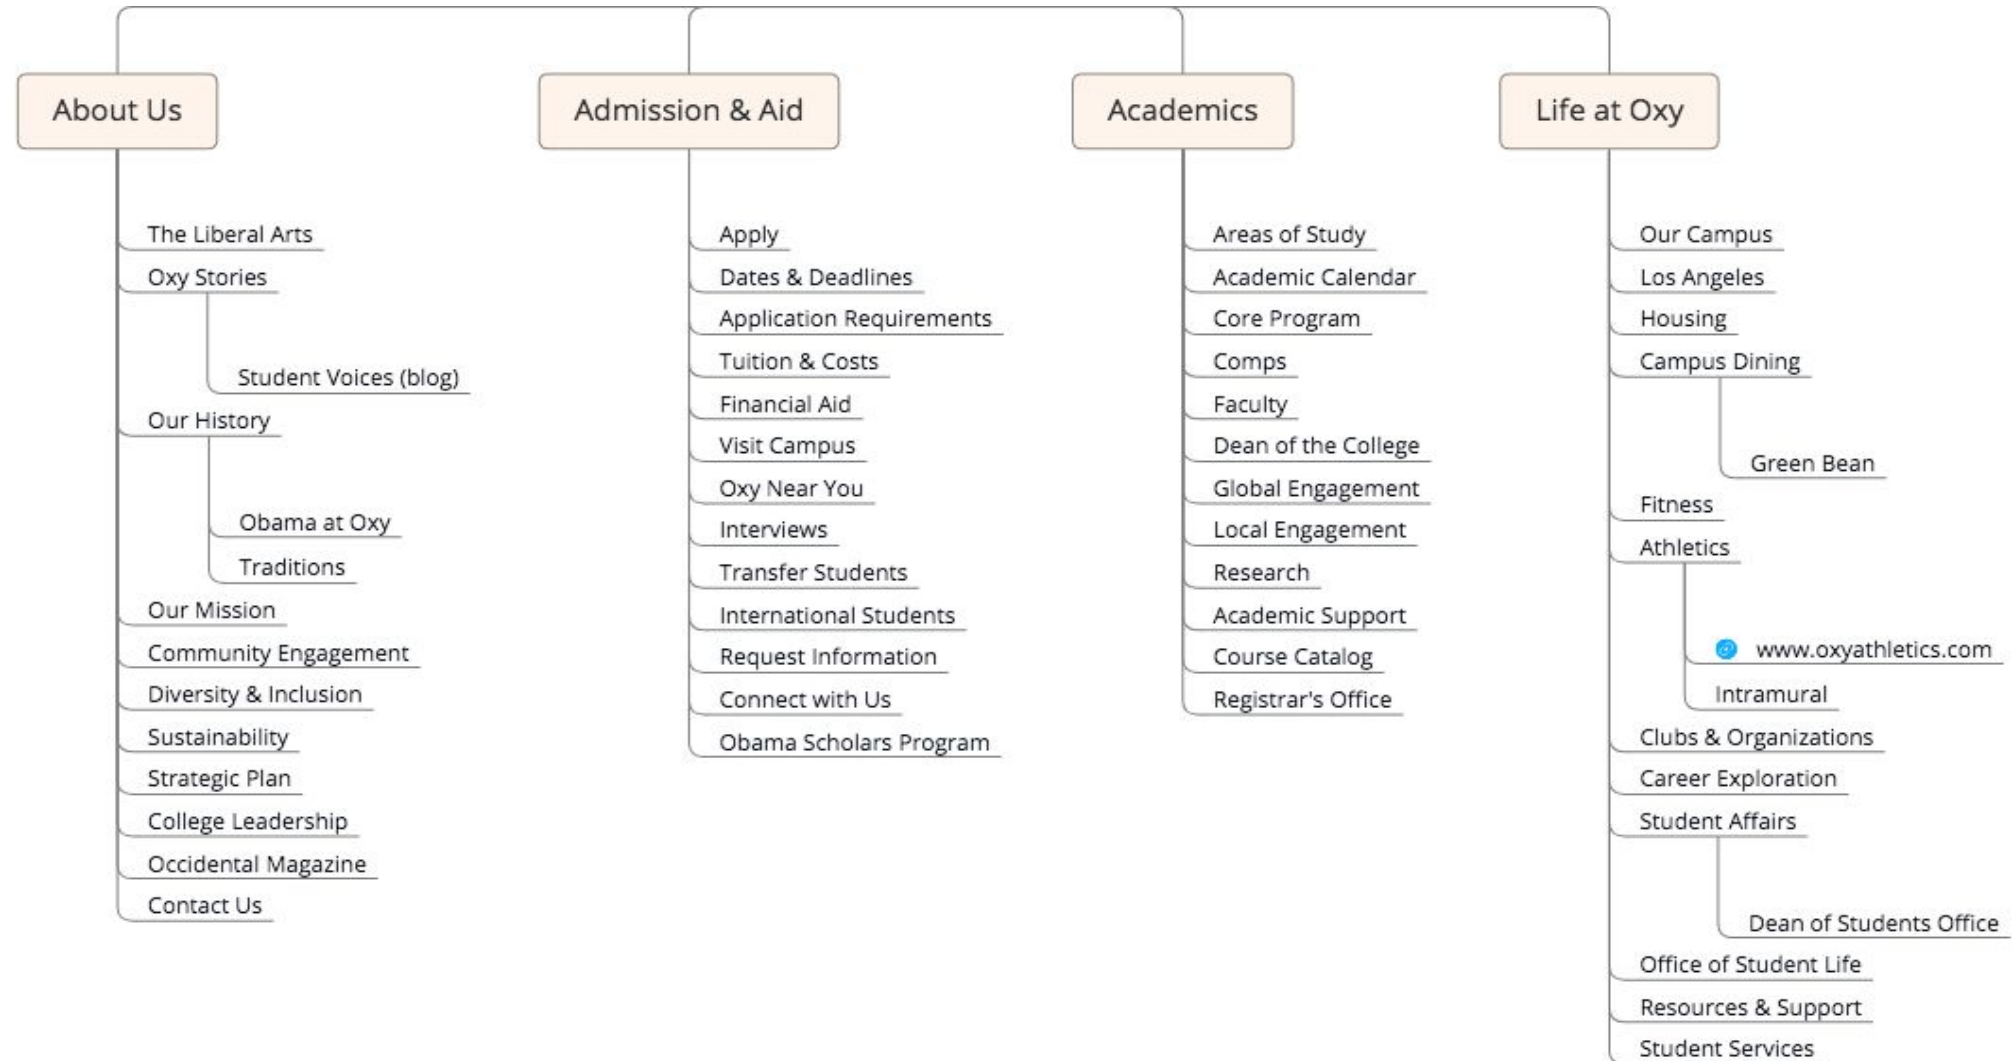 About Us
The Liberal Arts
Oxy Stories
Student Voices (blog)
Our History
Obama at Oxy
Traditions
Our Mission
Community Engagement
Diversity & Inclusion
Sustainability
Strategic Plan
College Leadership
Occidental Magazine
Contact Us
Admission & Aid
Apply
Dates & Deadlines
Application Requirements
Tuition & Costs
Financial Aid
Visit Campus
Oxy Near You
Interviews
Transfer Students
International Students
Request Information
Connect with Us
Obama Scholars Program
Academics
Areas of Study
Academic Calendar
Core Program
Comps
Faculty
Dean of the College
Global Engagement
Local Engagement
Research
Academic Support
Course Catalog
Registrar's Office
Life at Oxy
Our Campus
Los Angeles
Housing
Campus Dining
Green Bean
Fitness
Athletics
www.oxyathletics.com
Intramural
Clubs & Organizations
Career Exploration
Student Affairs
Dean of Students Office
Office of Student Life
Resources & Support
Student Services